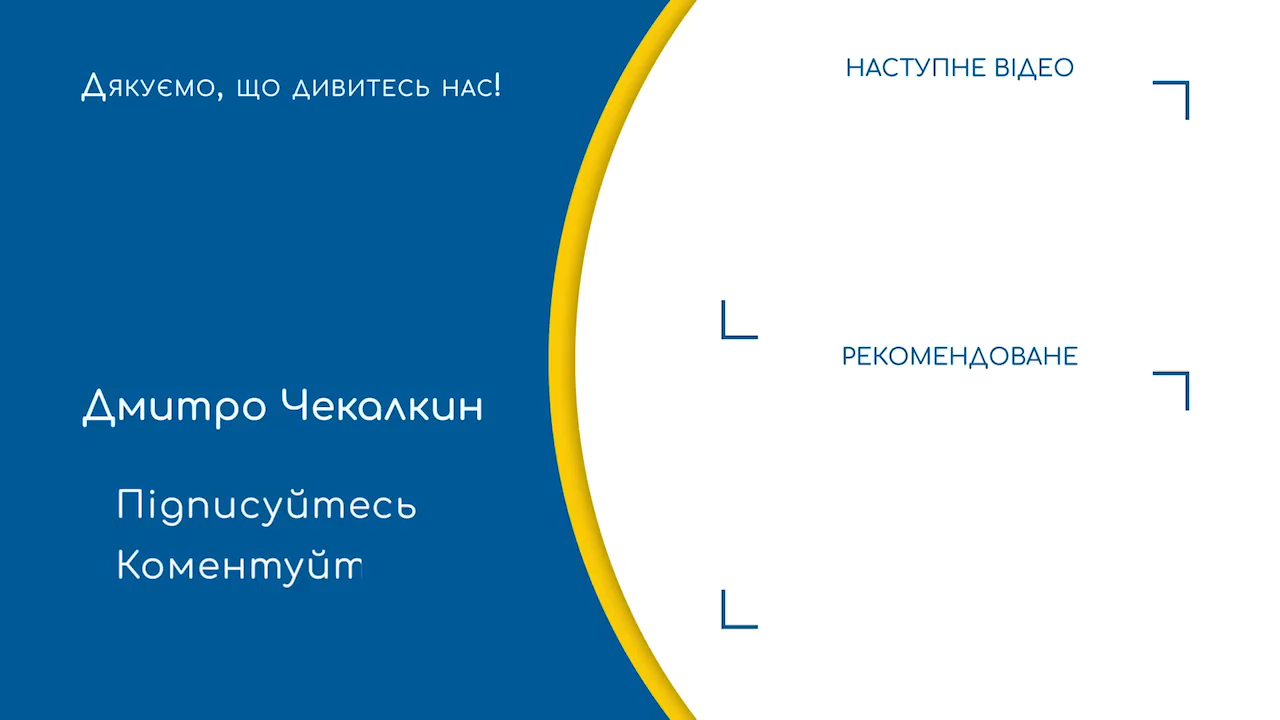 Дякуємо, що дивитесь нас!
Дмитро Чекалкин
Підписуйтесь
Коментуйт
НАСТУПНЕ ВІДЕО
РЕКОМЕНДОВАНЕ